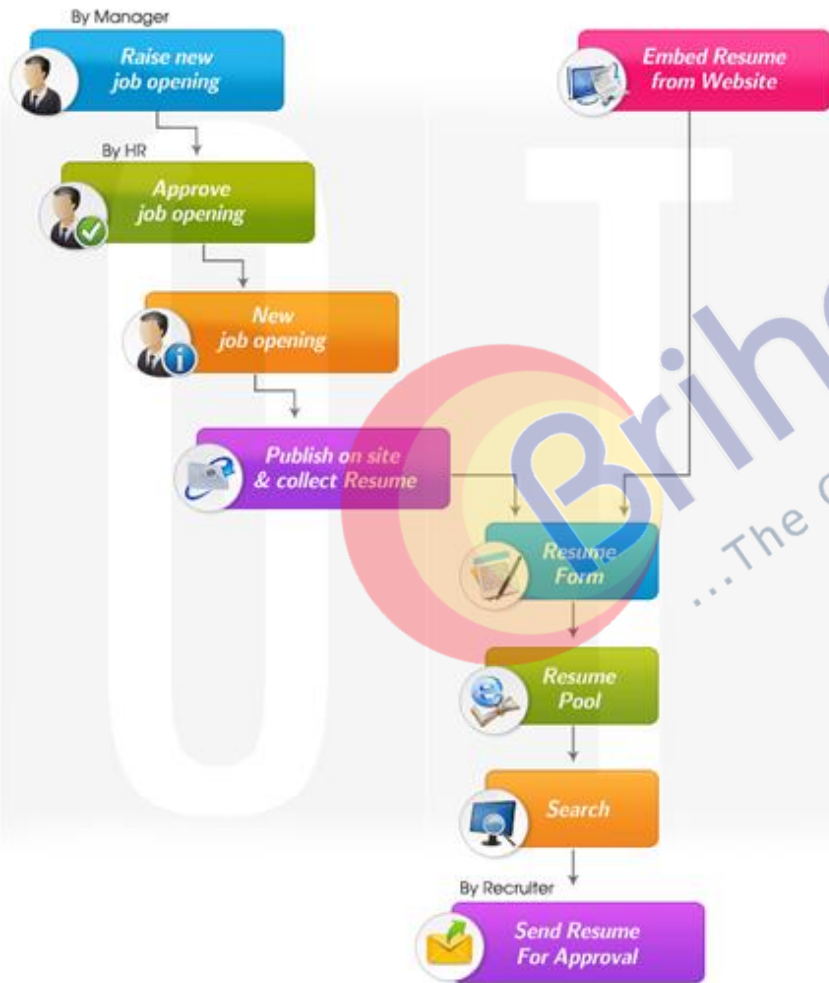 By Manager
Raise new
job opening
Embed Resume
from Website
By HR
Approve
job opening
New
job opening
Publish on site
& collect Resume
Resume
Form
Resume
Pool
Search
By Recruiter
Send Resume
For Approval
...The